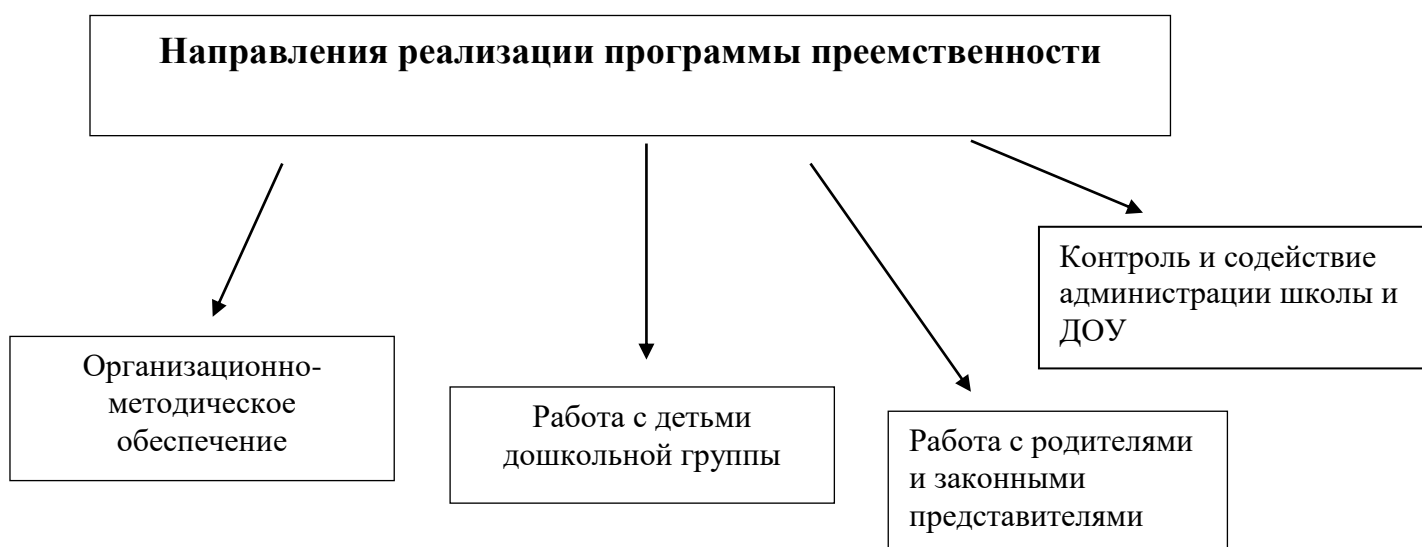 Направления реализации программы преемственности
Организационно-
методическое
обеспечение
Работа с детьми
дошкольной группы
Работа с родителями
и законными
представителями
Контроль и содействие
администрации школы и
ДОУ